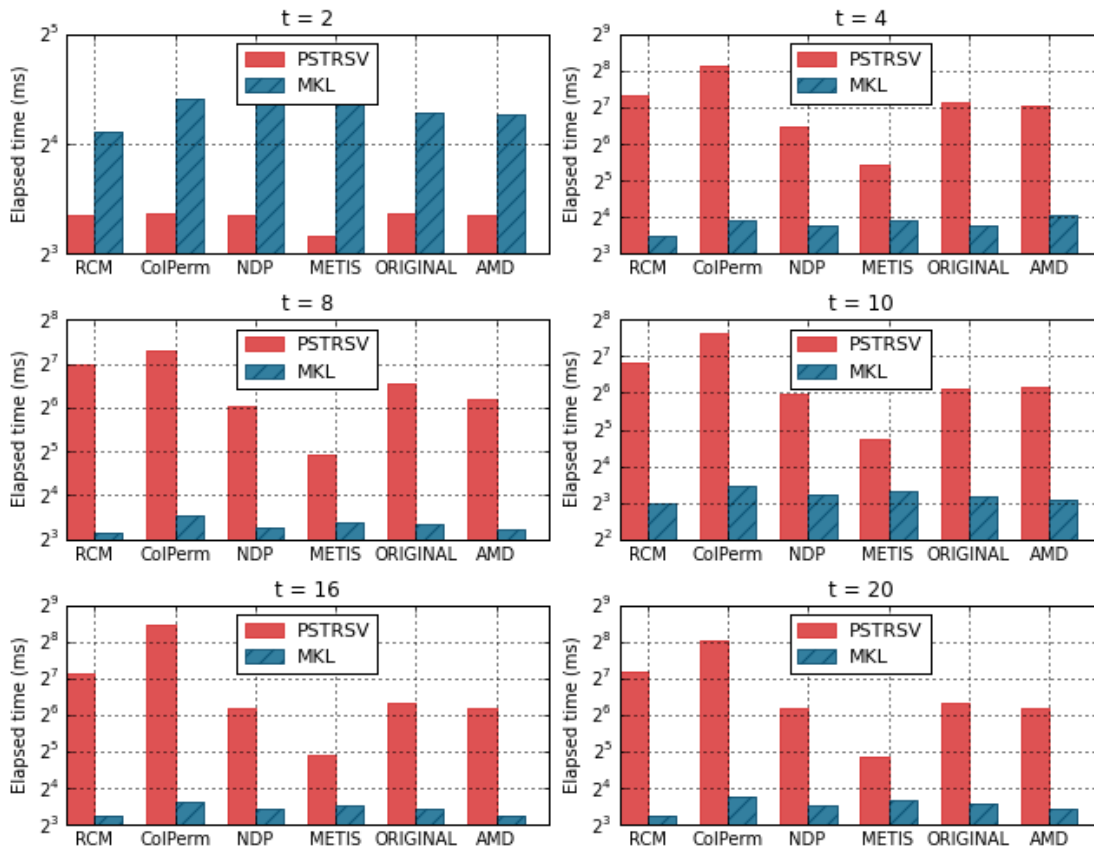 t = 2
Elapsed time (ms)
2^5
2^4
2^3
PSTRSV
MKL
RCM ColPerm NDP METIS ORIGINAL AMD
t = 4
Elapsed time (ms)
2^9
2^8
2^7
2^6
2^5
2^4
2^3
PSTRSV
MKL
RCM ColPerm NDP METIS ORIGINAL AMD
t = 8
Elapsed time (ms)
2^8
2^7
2^6
2^5
2^4
2^3
PSTRSV
MKL
RCM ColPerm NDP METIS ORIGINAL AMD
t = 10
Elapsed time (ms)
2^8
2^7
2^6
2^5
2^4
2^3
2^2
PSTRSV
MKL
RCM ColPerm NDP METIS ORIGINAL AMD
t = 16
Elapsed time (ms)
2^9
2^8
2^7
2^6
2^5
2^4
2^3
PSTRSV
MKL
RCM ColPerm NDP METIS ORIGINAL AMD
t = 20
Elapsed time (ms)
2^9
2^8
2^7
2^6
2^5
2^4
2^3
PSTRSV
MKL
RCM ColPerm NDP METIS ORIGINAL AMD